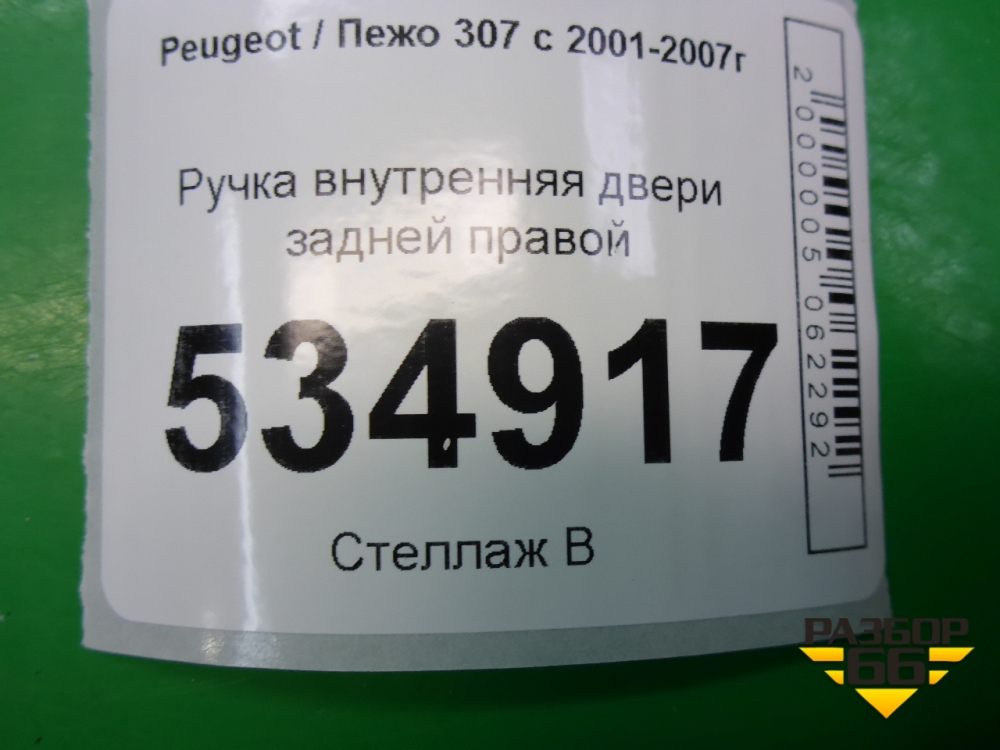 Peugeot / Пежо 307 с 2001-2007г
Ручка внутренняя двери
задней правой
534917
Стеллаж В
2000005062292
РАЗБОР
66